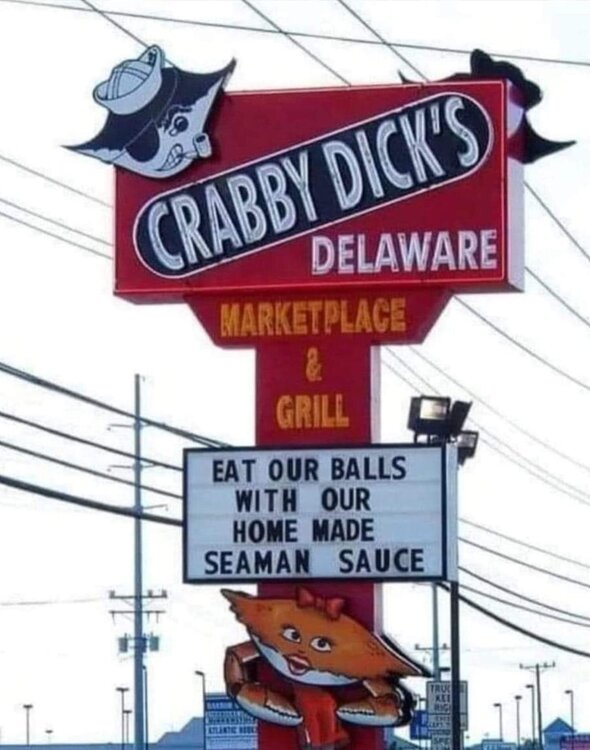 CRABBY DICK'S
DELAWARE
MARKETPLACE
&
GRILL
EAT OUR BALLS
WITH OUR
HOME MADE
SEAMAN SAUCE